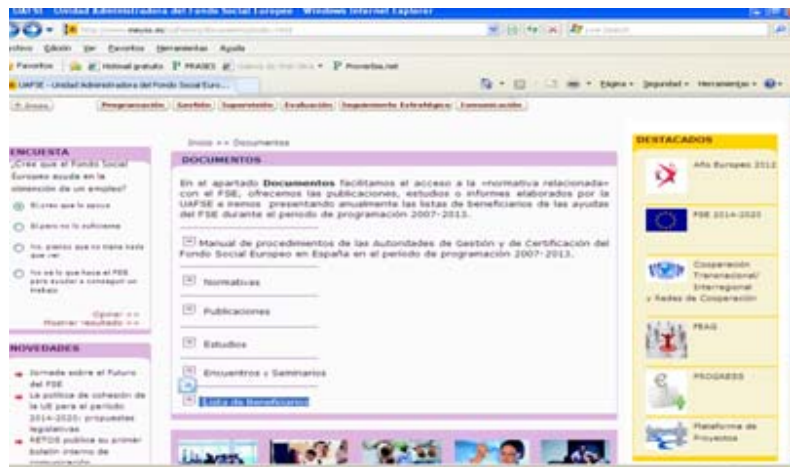 UAFSE - Unidad Administradora del Fondo Social Europeo - Windows Internet Explorer
Edición Ver Favoritos Herramientas Ayuda
Favoritos Hotmail gratuito FRASES Proverbia.net
UAFSE - Unidad Administradora del Fondo Social Euro...
Página Seguridad Herramientas
Inicio Programación Gestión Supervisión Evaluación Seguimiento Estratégico Comunicación
ENCUESTA
¿Cree que el Fondo Social
Europeo ayuda en la
obtención de un empleo?
Sí, creo que lo apoya
Sí pero no lo suficiente
No, pienso que no tiene nada
que ver
No sé lo que hace el FSE
para ayudar a conseguir un
trabajo
Opinar >>
Mostrar resultado >>
NOVEDADES
Jornada sobre el Futuro
del FSE
La política de cohesión de
la UE para el periodo
2014-2020: propuestas
legislativas
RETOS publica su primer
boletín interno de
comunicación
Inicio >> Documentos
DOCUMENTOS
En el apartado Documentos facilitamos el acceso a la «normativa relacionada»
con el FSE, ofrecemos las publicaciones, estudios o informes elaborados por la
UAFSE e iremos presentando anualmente las listas de beneficiarios de las ayudas
del FSE durante el periodo de programación 2007-2013.
Manual de procedimientos de las Autoridades de Gestión y de Certificación del
Fondo Social Europeo en España en el periodo de programación 2007-2013.
Normativas
Publicaciones
Estudios
Encuentros y Seminarios
Lista de Beneficiarios
DESTACADOS
Año Europeo 2012
FSE 2014-2020
Cooperación
Transnacional/
Interregional
y Redes de Cooperación
FEAG
PROGRESS
Plataforma de
Proyectos